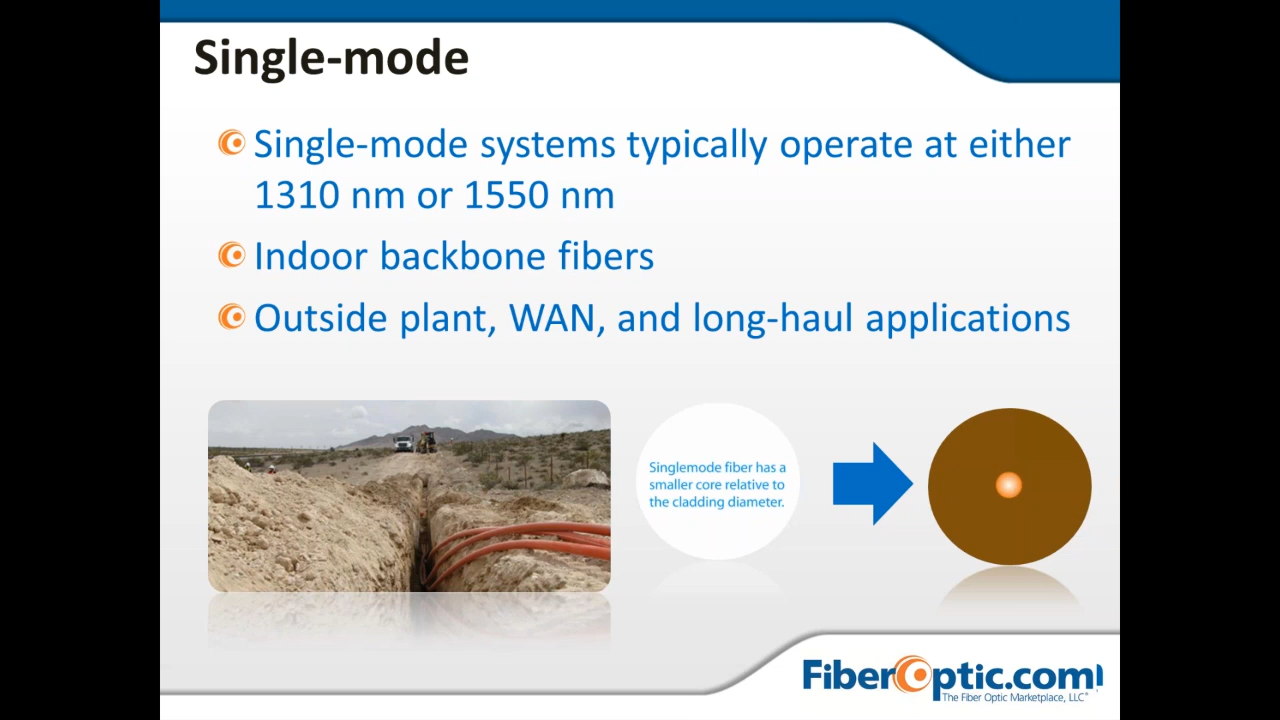 Single-mode
Single-mode systems typically operate at either
1310 nm or 1550 nm
Indoor backbone fibers
Outside plant, WAN, and long-haul applications
Singlemode fiber has a
smaller core relative to
the cladding diameter.
FiberOptic.com
The Fiber Optic Marketplace, LLC